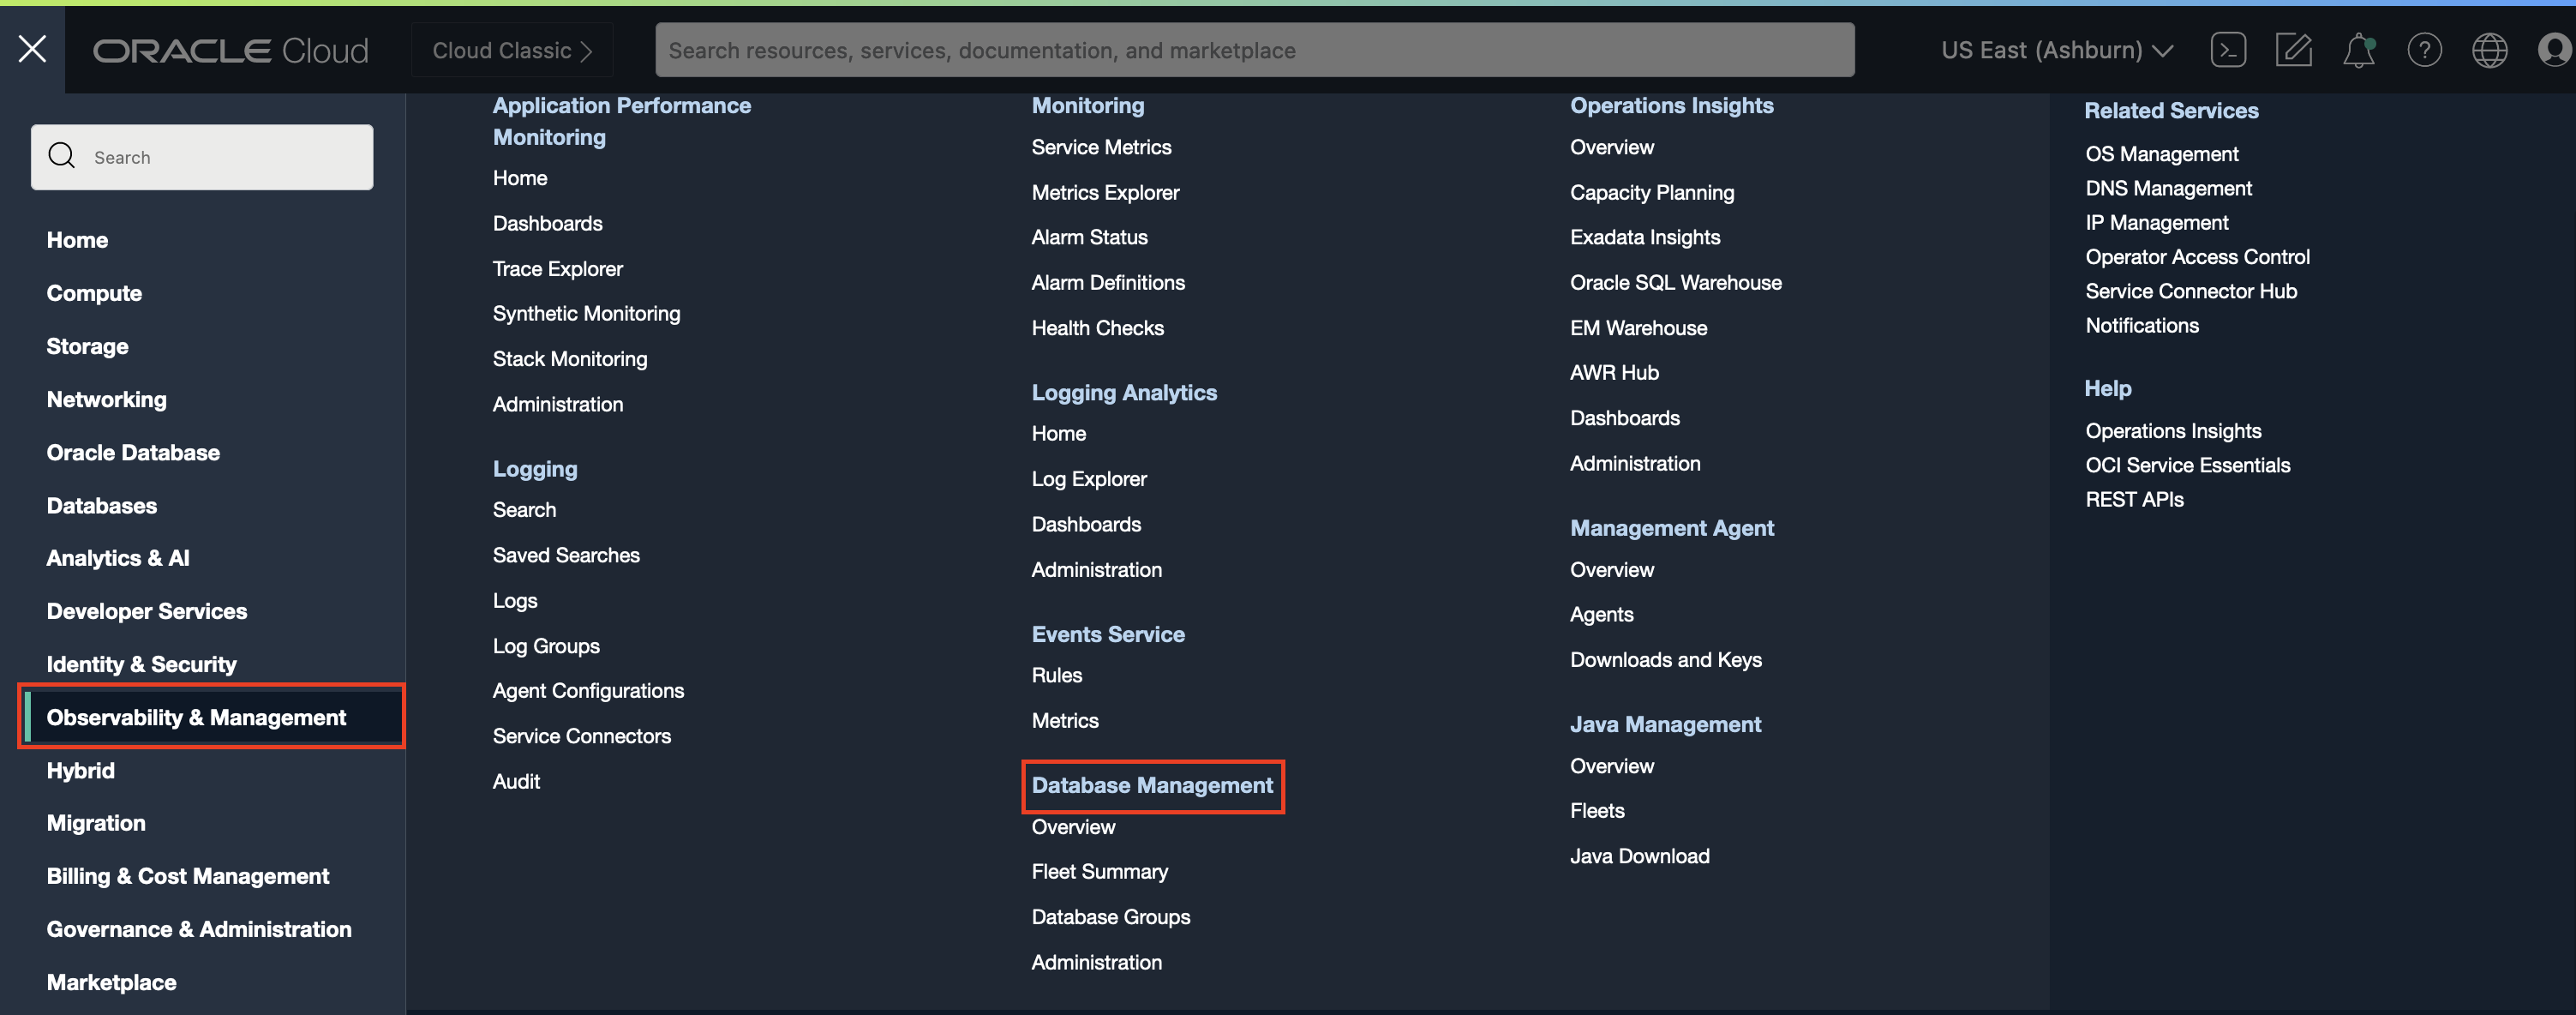 ORACLE Cloud
Cloud Classic
Search resources, services, documentation, and marketplace
US East (Ashburn)
Search
Home
Compute
Storage
Networking
Oracle Database
Databases
Analytics & AI
Developer Services
Identity & Security
Observability & Management
Hybrid
Migration
Billing & Cost Management
Governance & Administration
Marketplace
Application Performance
Monitoring
Home
Dashboards
Trace Explorer
Synthetic Monitoring
Stack Monitoring
Administration
Logging
Search
Saved Searches
Logs
Log Groups
Agent Configurations
Service Connectors
Audit
Monitoring
Service Metrics
Metrics Explorer
Alarm Status
Alarm Definitions
Health Checks
Logging Analytics
Home
Log Explorer
Dashboards
Administration
Events Service
Rules
Metrics
Database Management
Overview
Fleet Summary
Database Groups
Administration
Operations Insights
Overview
Capacity Planning
Exadata Insights
Oracle SQL Warehouse
EM Warehouse
AWR Hub
Dashboards
Administration
Management Agent
Overview
Agents
Downloads and Keys
Java Management
Overview
Fleets
Java Download
Related Services
OS Management
DNS Management
IP Management
Operator Access Control
Service Connector Hub
Notifications
Help
Operations Insights
OCI Service Essentials
REST APIs